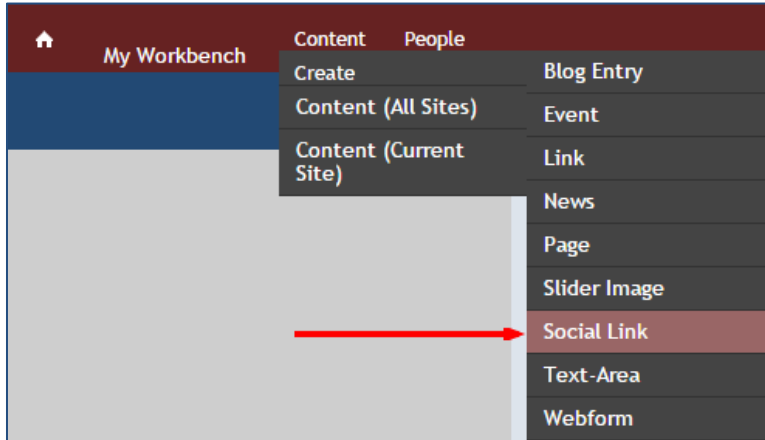 My Workbench
Content
People
Create
Content (All Sites)
Content (Current
Site)
Blog Entry
Event
Link
News
Page
Slider Image
Social Link
Text-Area
Webform